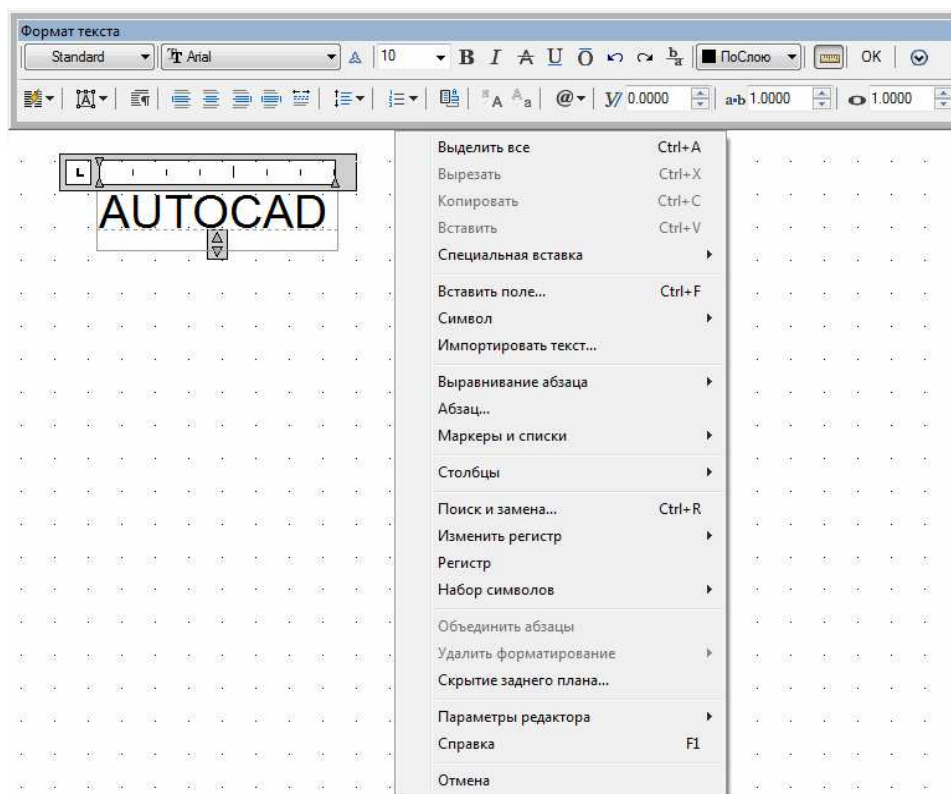 Формат текста
Standard Arial 10 B I A U O b/a ПоСлою OK
@ 0.0000 a•b 1.0000 1.0000
AUTOCAD
Выделить все Ctrl+A
Вырезать Ctrl+X
Копировать Ctrl+C
Вставить Ctrl+V
Специальная вставка
Вставить поле... Ctrl+F
Символ
Импортировать текст...
Выравнивание абзаца
Абзац...
Маркеры и списки
Столбцы
Поиск и замена... Ctrl+R
Изменить регистр
Регистр
Набор символов
Объединить абзацы
Удалить форматирование
Скрытие заднего плана...
Параметры редактора
Справка F1
Отмена